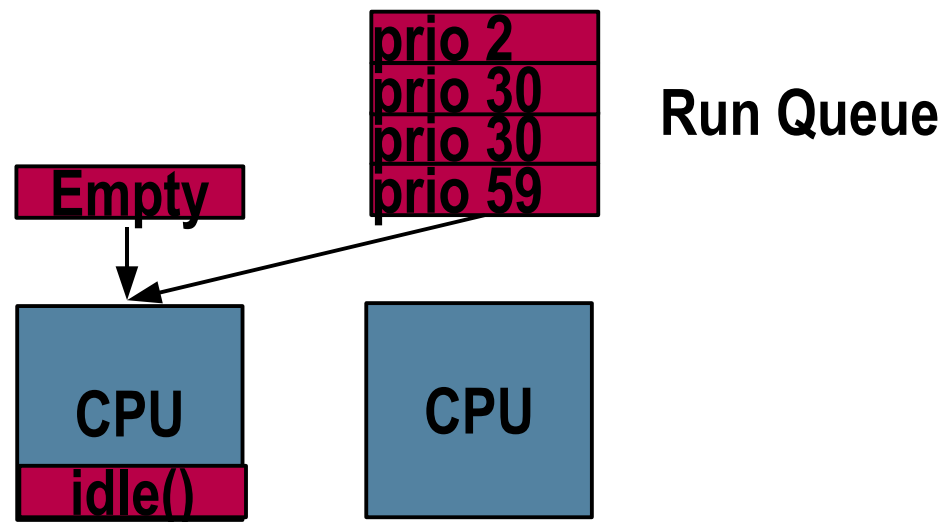 prio 2
prio 30
prio 30
prio 59
Run Queue
Empty
CPU
CPU
idle()